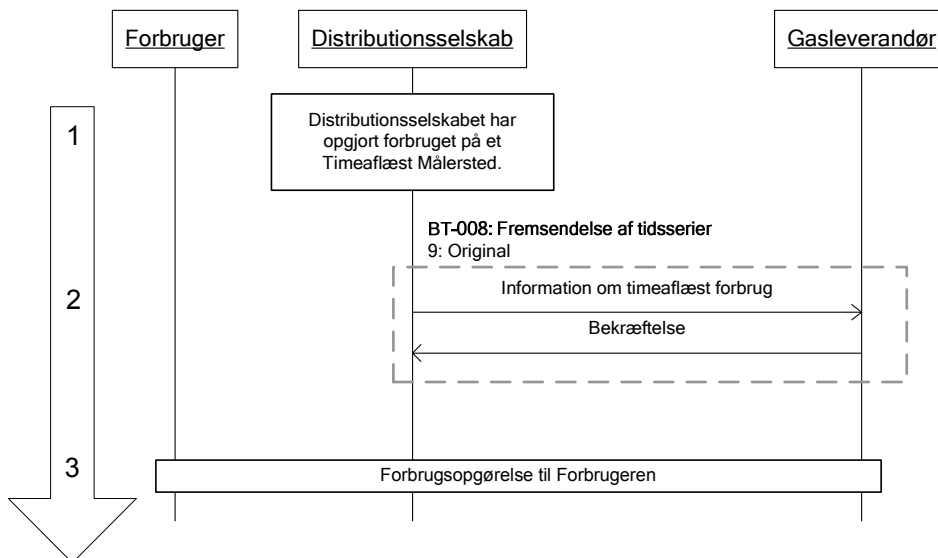 Forbruger
Distributionsselskab
Gasleverandør
1
Distributionsselskabet har
opgjort forbruget på et
Timeaflæst Målersted.
BT-008: Fremsendelse af tidsserier
9: Original
2
Information om timeaflæst forbrug
Bekræftelse
3
Forbrugsopgørelse til Forbrugeren